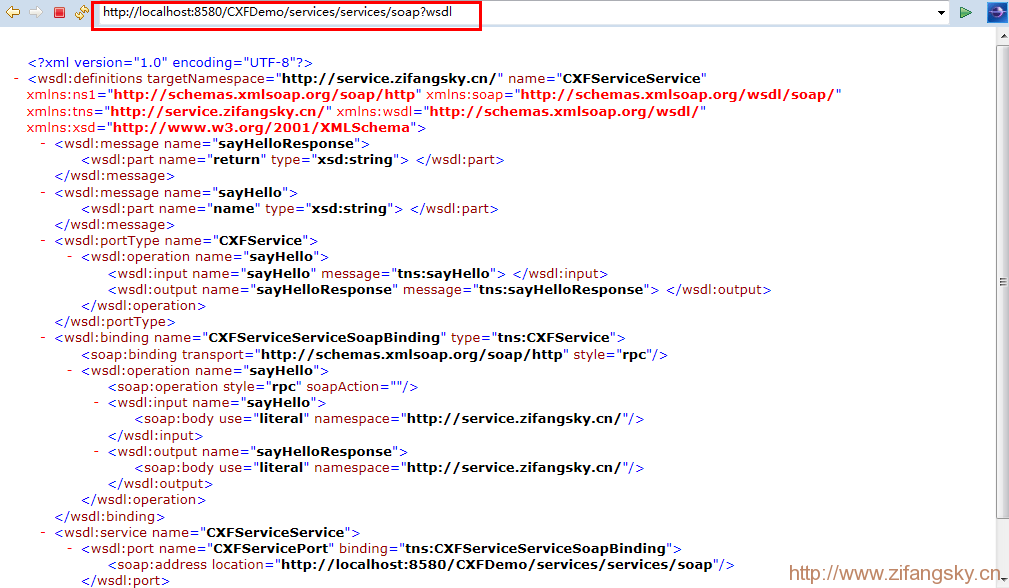 http://localhost:8580/CXFDemo/services/services/soap?wsdl
<?xml version="1.0" encoding="UTF-8"?>
- <wsdl:definitions targetNamespace="http://service.zifangsky.cn/" name="CXFServiceService"
xmlns:ns1="http://schemas.xmlsoap.org/soap/http" xmlns:soap="http://schemas.xmlsoap.org/wsdl/soap/"
xmlns:tns="http://service.zifangsky.cn/" xmlns:wsdl="http://schemas.xmlsoap.org/wsdl/"
xmlns:xsd="http://www.w3.org/2001/XMLSchema">
- <wsdl:message name="sayHelloResponse">
<wsdl:part name="return" type="xsd:string"> </wsdl:part>
</wsdl:message>
- <wsdl:message name="sayHello">
<wsdl:part name="name" type="xsd:string"> </wsdl:part>
</wsdl:message>
- <wsdl:portType name="CXFService">
- <wsdl:operation name="sayHello">
<wsdl:input name="sayHello" message="tns:sayHello"> </wsdl:input>
<wsdl:output name="sayHelloResponse" message="tns:sayHelloResponse"> </wsdl:output>
</wsdl:operation>
</wsdl:portType>
- <wsdl:binding name="CXFServiceServiceSoapBinding" type="tns:CXFService">
<soap:binding transport="http://schemas.xmlsoap.org/soap/http" style="rpc"/>
- <wsdl:operation name="sayHello">
<soap:operation style="rpc" soapAction=""/>
- <wsdl:input name="sayHello">
<soap:body use="literal" namespace="http://service.zifangsky.cn/"/>
</wsdl:input>
- <wsdl:output name="sayHelloResponse">
<soap:body use="literal" namespace="http://service.zifangsky.cn/"/>
</wsdl:output>
</wsdl:operation>
</wsdl:binding>
- <wsdl:service name="CXFServiceService">
- <wsdl:port name="CXFServicePort" binding="tns:CXFServiceServiceSoapBinding">
<soap:address location="http://localhost:8580/CXFDemo/services/services/soap"/>
</wsdl:port>
http://www.zifangsky.cn